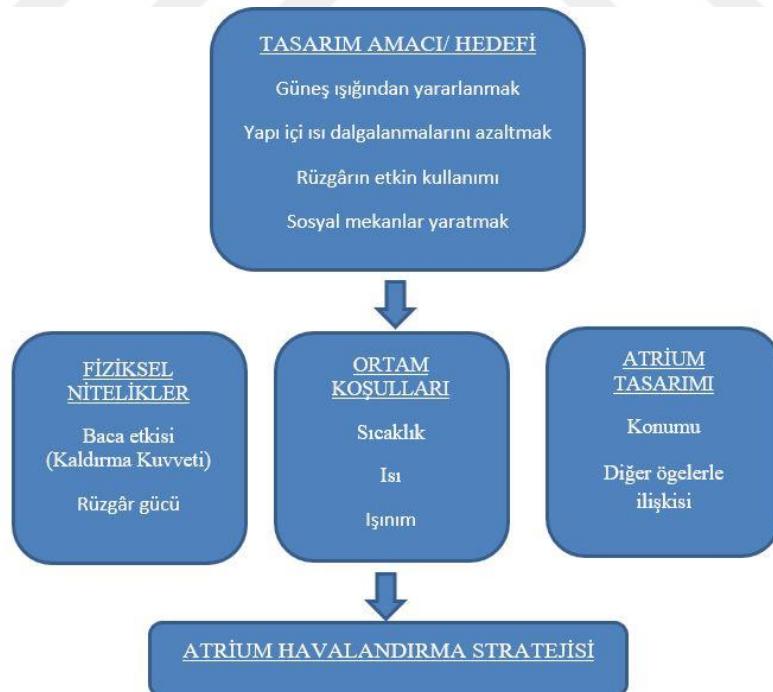 TASARIM AMACI/ HEDEFİ
Güneş ışığından yararlanmak
Yapı içi ısı dalgalanmalarını azaltmak
Rüzgârın etkin kullanımı
Sosyal mekanlar yaratmak
FİZİKSEL
NİTELİKLER
Baca etkisi
(Kaldırma Kuvveti)
Rüzgâr gücü
ORTAM
KOŞULLARI
Sıcaklık
Isı
Işınım
ATRIUM
TASARIMI
Konumu
Diğer ögelerle
ilişkisi
ATRİUM HAVALANDIRMA STRATEJİSİ